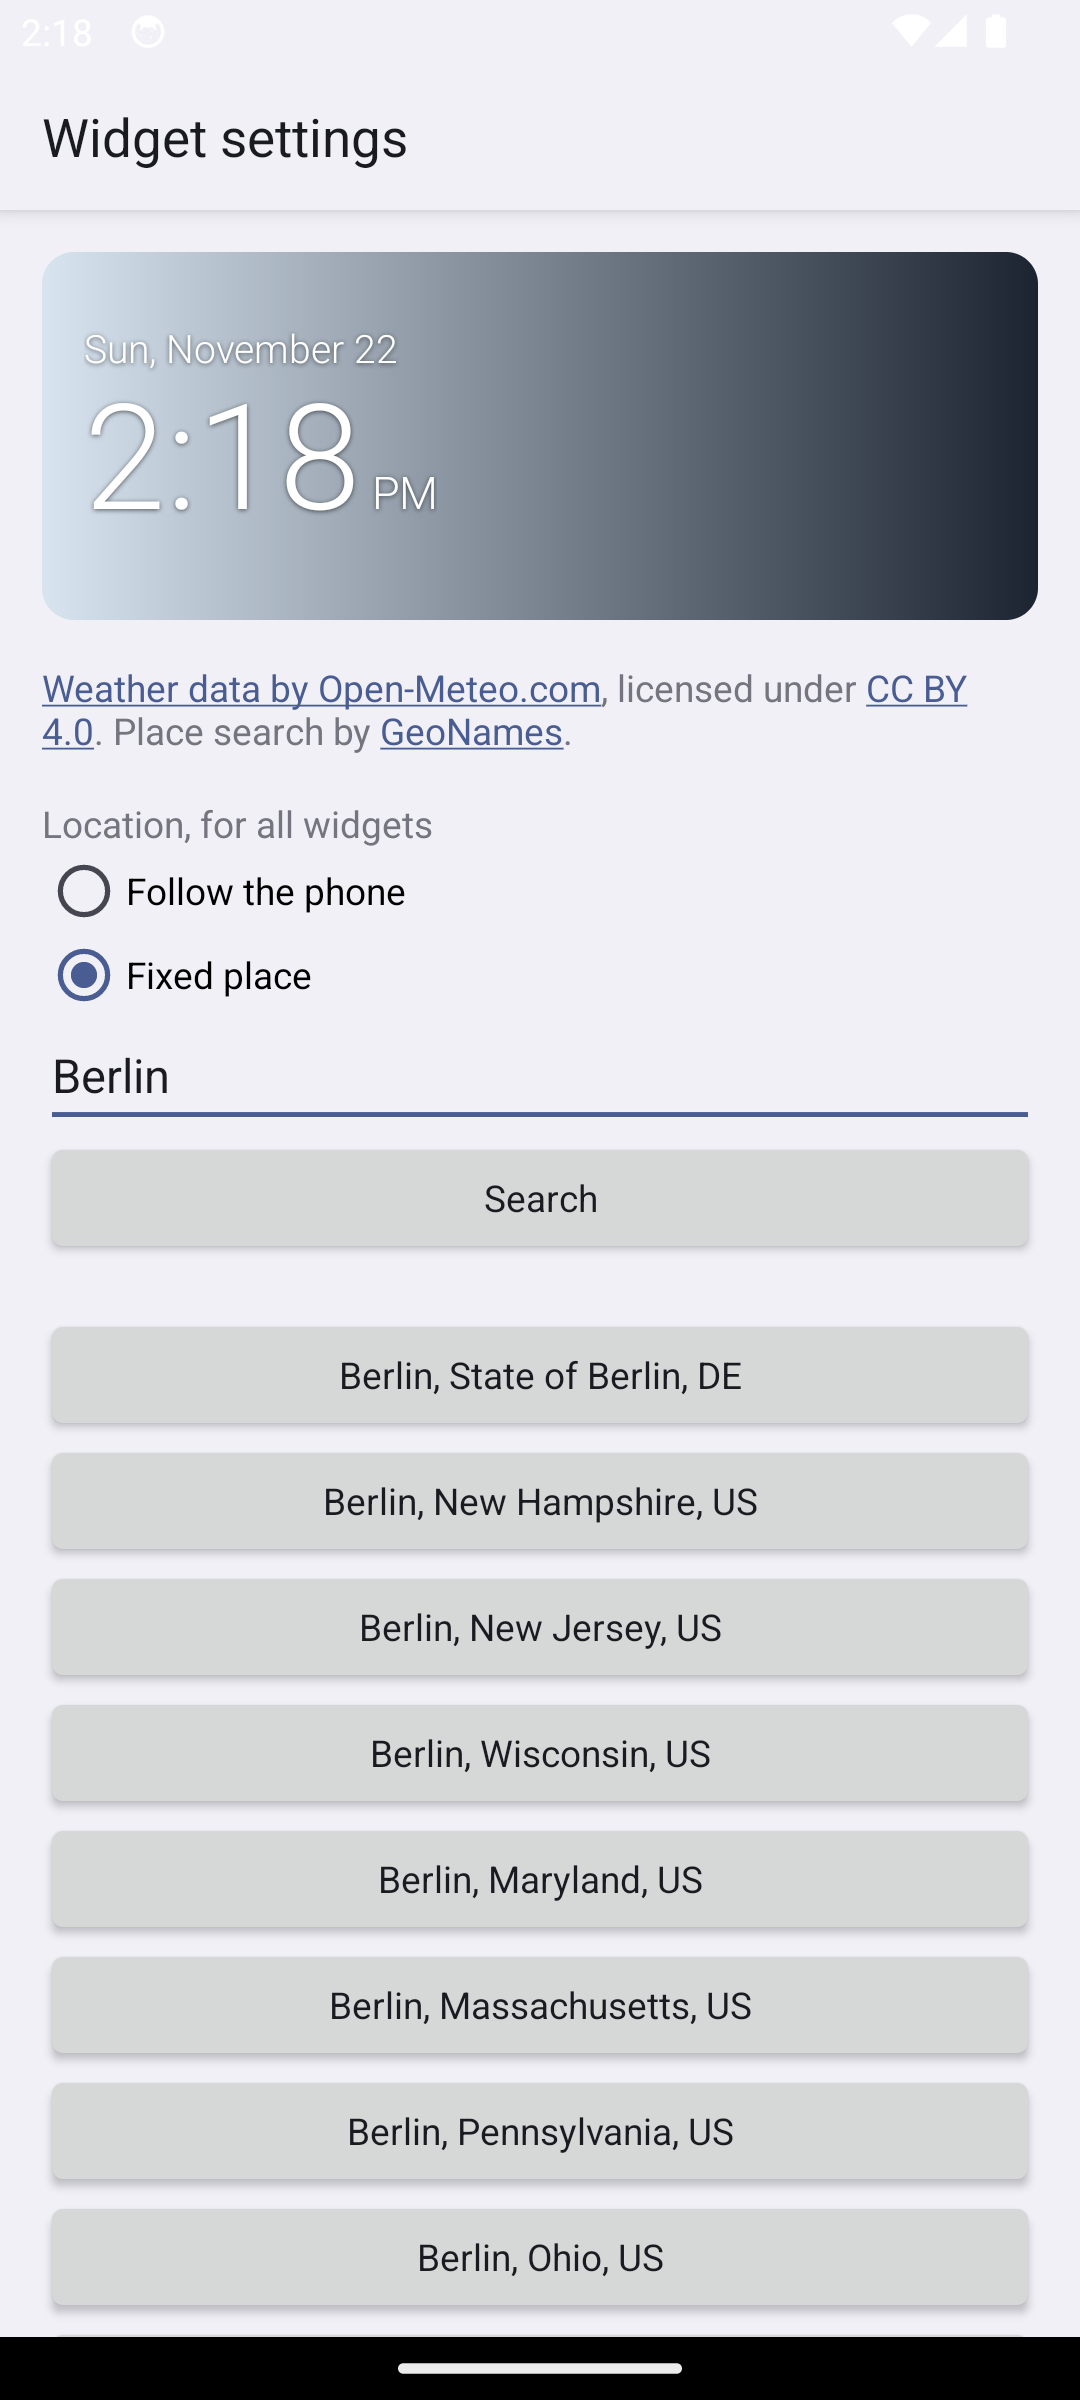 2:18
Widget settings
Sun, November 22
2:18 PM
Weather data by Open-Meteo.com, licensed under CC BY
4.0. Place search by GeoNames.
Location, for all widgets
Follow the phone
Fixed place
Berlin
Search
Berlin, State of Berlin, DE
Berlin, New Hampshire, US
Berlin, New Jersey, US
Berlin, Wisconsin, US
Berlin, Maryland, US
Berlin, Massachusetts, US
Berlin, Pennsylvania, US
Berlin, Ohio, US